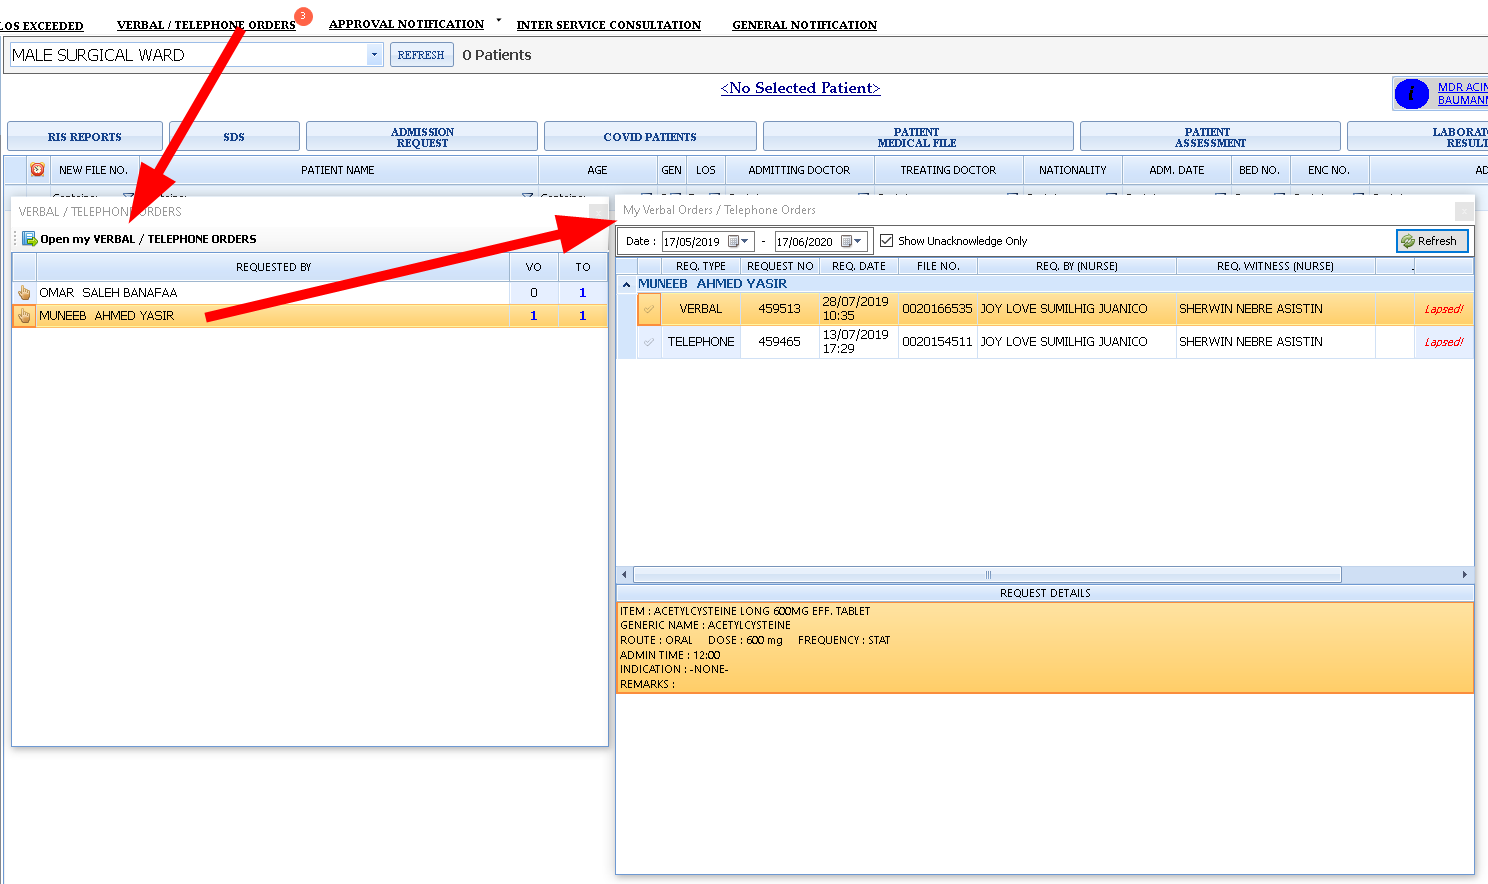 LOS EXCEEDED
VERBAL / TELEPHONE ORDERS
3
APPROVAL NOTIFICATION
INTER SERVICE CONSULTATION
GENERAL NOTIFICATION
MALE SURGICAL WARD
REFRESH
0 Patients
<No Selected Patient>
i
MDR ACIN
BAUMANN
RIS REPORTS
SDS
ADMISSION
REQUEST
COVID PATIENTS
PATIENT
MEDICAL FILE
PATIENT
ASSESSMENT
LABORAT
RESULT
NEW FILE NO. PATIENT NAME AGE GEN LOS ADMITTING DOCTOR TREATING DOCTOR NATIONALITY ADM. DATE BED NO. ENC NO. AD
VERBAL / TELEPHONE ORDERS
Open my VERBAL / TELEPHONE ORDERS
REQUESTED BY VO TO
OMAR SALEH BANAFAA 0 1
MUNEEB AHMED YASIR 1 1
My Verbal Orders / Telephone Orders
Date : 17/05/2019 - 17/06/2020 Show Unacknowledge Only Refresh
REQ. TYPE REQUEST NO REQ. DATE FILE NO. REQ. BY (NURSE) REQ. WITNESS (NURSE) .
MUNEEB AHMED YASIR
VERBAL 459513 28/07/2019 10:35 0020166535 JOY LOVE SUMILHIG JUANICO SHERWIN NEBRE ASISTIN Lapsed!
TELEPHONE 459465 13/07/2019 17:29 0020154511 JOY LOVE SUMILHIG JUANICO SHERWIN NEBRE ASISTIN Lapsed!
REQUEST DETAILS
ITEM : ACETYLCYSTEINE LONG 600MG EFF. TABLET
GENERIC NAME : ACETYLCYSTEINE
ROUTE : ORAL DOSE : 600 mg FREQUENCY : STAT
ADMIN TIME : 12:00
INDICATION : -NONE-
REMARKS :